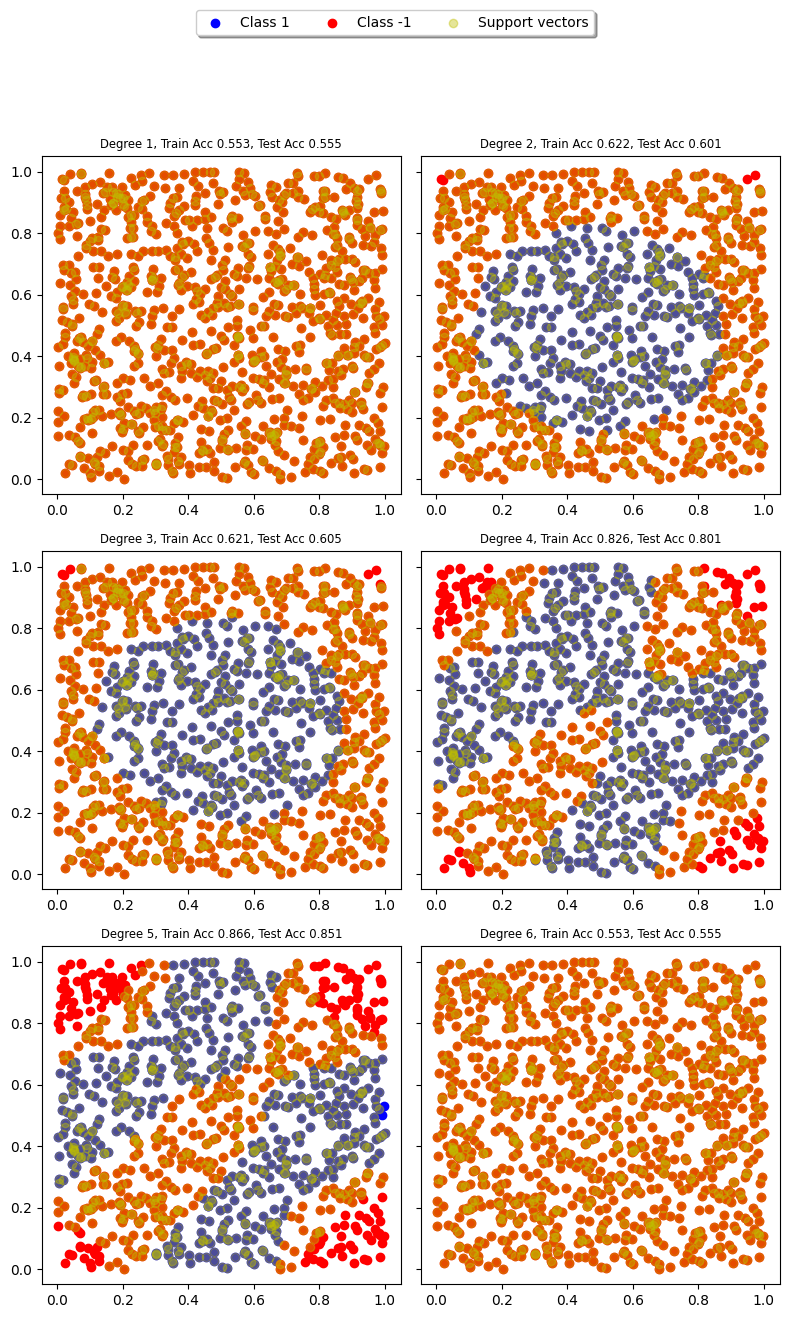 Class 1 Class -1 Support vectors
Degree 1, Train Acc 0.553, Test Acc 0.555
Degree 2, Train Acc 0.622, Test Acc 0.601
1.0
0.8
0.6
0.4
0.2
0.0
0.0 0.2 0.4 0.6 0.8 1.0
0.0 0.2 0.4 0.6 0.8 1.0
Degree 3, Train Acc 0.621, Test Acc 0.605
Degree 4, Train Acc 0.826, Test Acc 0.801
1.0
0.8
0.6
0.4
0.2
0.0
0.0 0.2 0.4 0.6 0.8 1.0
0.0 0.2 0.4 0.6 0.8 1.0
Degree 5, Train Acc 0.866, Test Acc 0.851
Degree 6, Train Acc 0.553, Test Acc 0.555
1.0
0.8
0.6
0.4
0.2
0.0
0.0 0.2 0.4 0.6 0.8 1.0
0.0 0.2 0.4 0.6 0.8 1.0